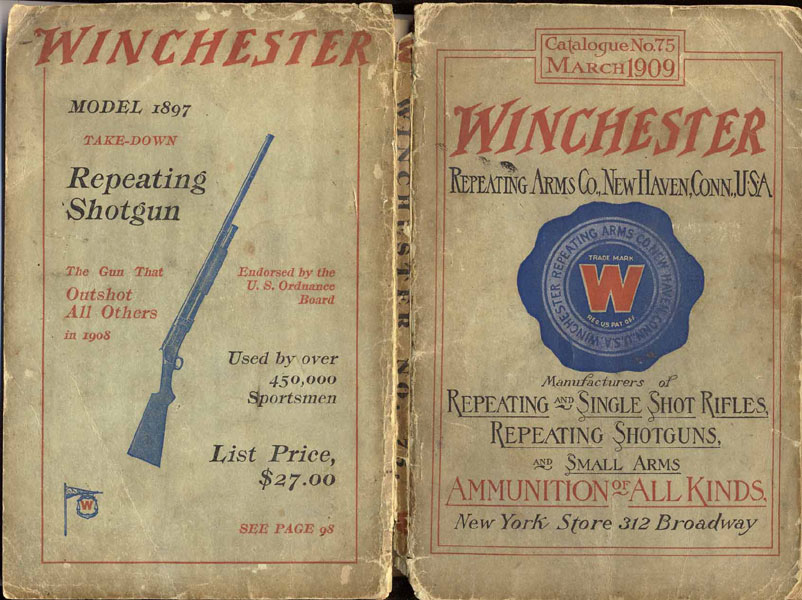 WINCHESTER
MODEL 1897
TAKE-DOWN
Repeating
Shotgun
The Gun That
Outshot
All Others
in 1908
Endorsed by the
U. S. Ordnance
Board
Used by over
450,000
Sportsmen
List Price,
$27.00
W
SEE PAGE 98
WINCHESTER NO. 75.
Catalogue No. 75
MARCH 1909
WINCHESTER
REPEATING ARMS CO., NEW HAVEN, CONN., U.S.A
WINCHESTER REPEATING ARMS CO. NEW HAVEN, CONN. U.S.A.
TRADE MARK
W
REG. U.S. PAT. OFF.
Manufacturers of
REPEATING AND SINGLE SHOT RIFLES,
REPEATING SHOTGUNS,
AND SMALL ARMS
AMMUNITION OF ALL KINDS.
New York Store 312 Broadway